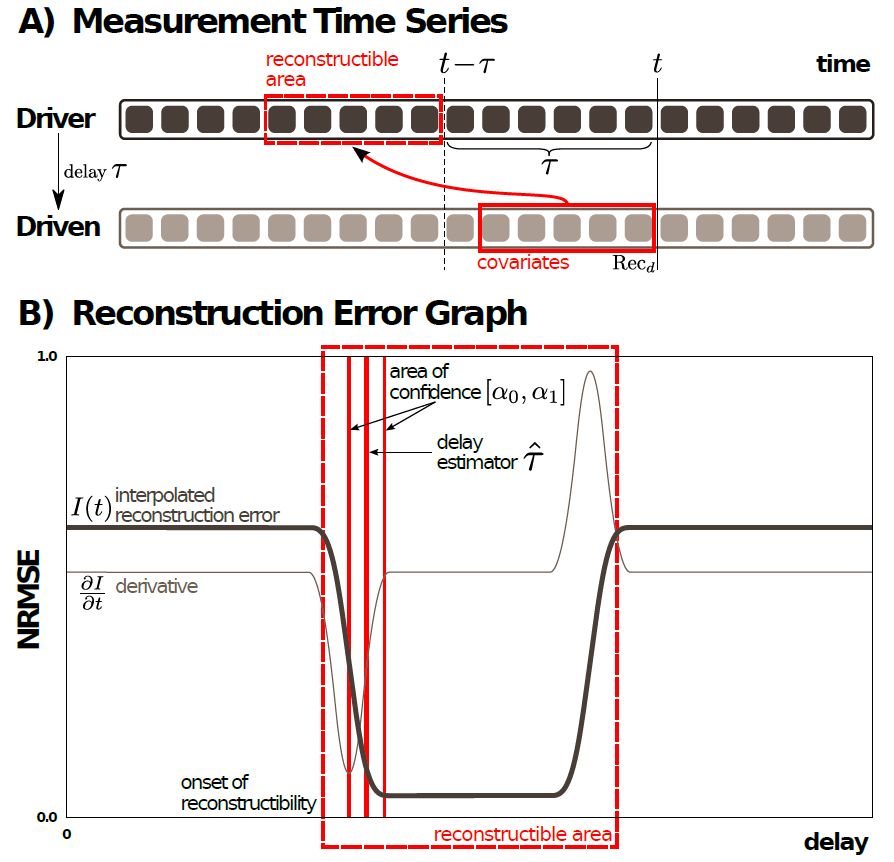 A) Measurement Time Series
reconstructible
area
t − τ
t
time
Driver
τ
delay τ
Driven
covariates
Rec_d
B) Reconstruction Error Graph
1.0
area of
confidence [α₀, α₁]
delay
estimator τ̂
I(t) interpolated
reconstruction error
∂I/∂t derivative
NRMSE
onset of
reconstructibility
0.0
0
reconstructible area
delay